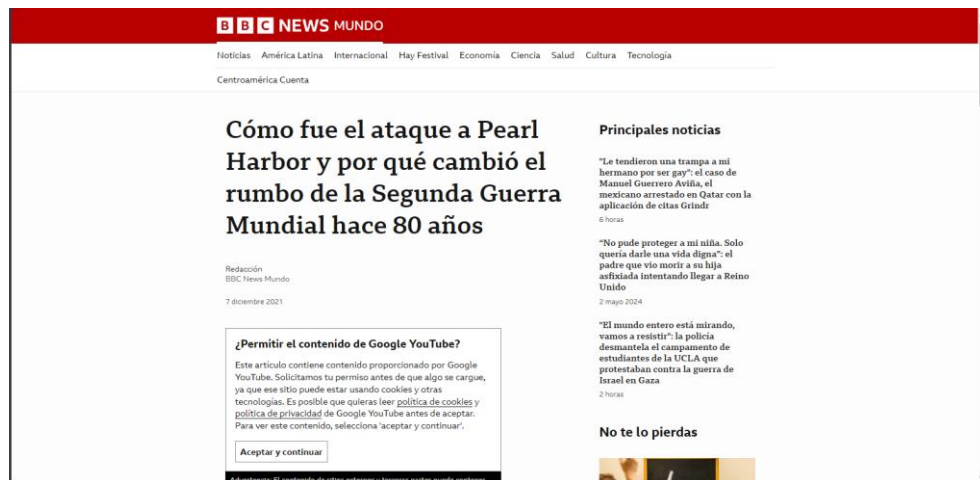 BBC NEWS MUNDO
Noticias América Latina Internacional Hay Festival Economía Ciencia Salud Cultura Tecnología
Centroamérica Cuenta
Cómo fue el ataque a Pearl
Harbor y por qué cambió el
rumbo de la Segunda Guerra
Mundial hace 80 años
Redacción
BBC News Mundo
7 diciembre 2021
¿Permitir el contenido de Google YouTube?
Este artículo contiene contenido proporcionado por Google
YouTube. Solicitamos tu permiso antes de que algo se cargue,
ya que ese sitio puede estar usando cookies y otras
tecnologías. Es posible que quieras leer política de cookies y
política de privacidad de Google YouTube antes de aceptar.
Para ver este contenido, selecciona 'aceptar y continuar'.
Aceptar y continuar
Principales noticias
"Le tendieron una trampa a mi
hermano por ser gay": el caso de
Manuel Guerrero Aviña, el
mexicano arrestado en Qatar con la
aplicación de citas Grindr
6 horas
"No pude proteger a mi niña. Solo
quería darle una vida digna": el
padre que vio morir a su hija
asfixiada intentando llegar a Reino
Unido
2 mayo 2024
"El mundo entero está mirando,
vamos a resistir": la policía
desmantela el campamento de
estudiantes de la UCLA que
protestaban contra la guerra de
Israel en Gaza
2 horas
No te lo pierdas